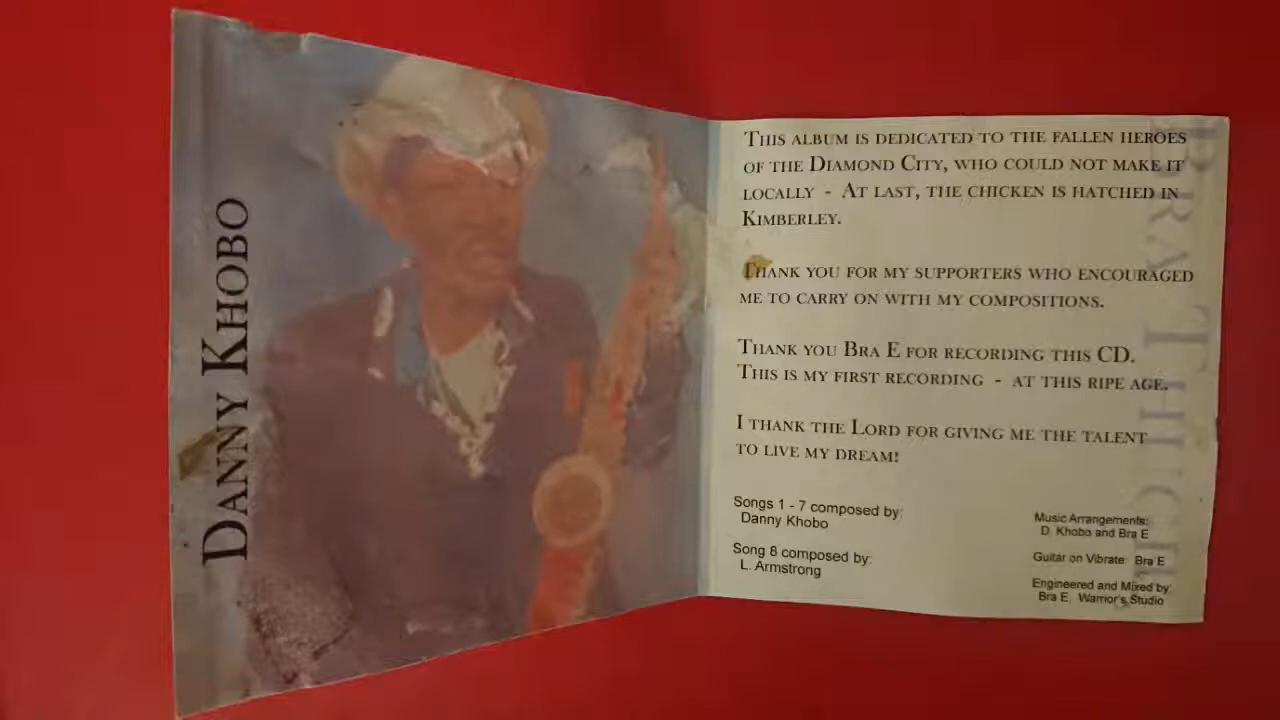 DANNY KHOBO
THIS ALBUM IS DEDICATED TO THE FALLEN HEROES
OF THE DIAMOND CITY, WHO COULD NOT MAKE IT
LOCALLY - AT LAST, THE CHICKEN IS HATCHED IN
KIMBERLEY.
THANK YOU FOR MY SUPPORTERS WHO ENCOURAGED
ME TO CARRY ON WITH MY COMPOSITIONS.
THANK YOU BRA E FOR RECORDING THIS CD.
THIS IS MY FIRST RECORDING - AT THIS RIPE AGE.
I THANK THE LORD FOR GIVING ME THE TALENT
TO LIVE MY DREAM!
Songs 1 - 7 composed by:
Danny Khobo
Song 8 composed by:
L. Armstrong
Music Arrangements:
D. Khobo and Bra E
Guitar on Vibrate: Bra E
Engineered and Mixed by:
Bra E. Warrior's Studio
BRA